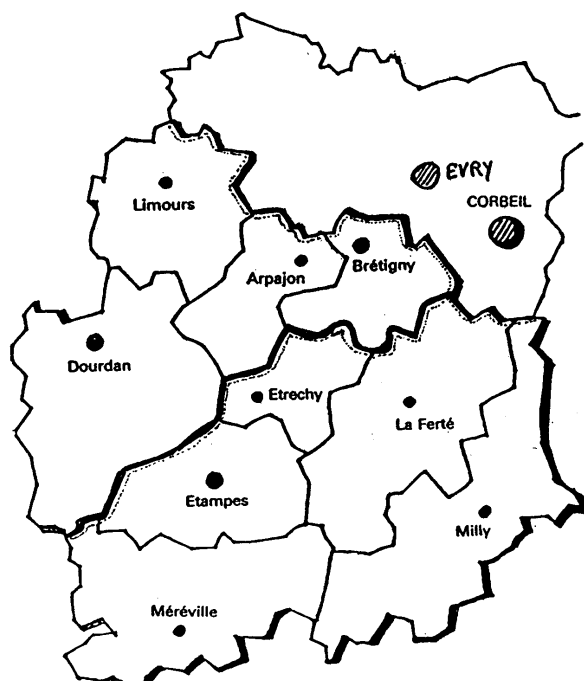 EVRY
Limours
CORBEIL
Arpajon
Brétigny
Dourdan
Etrechy
La Ferté
Etampes
Milly
Méréville